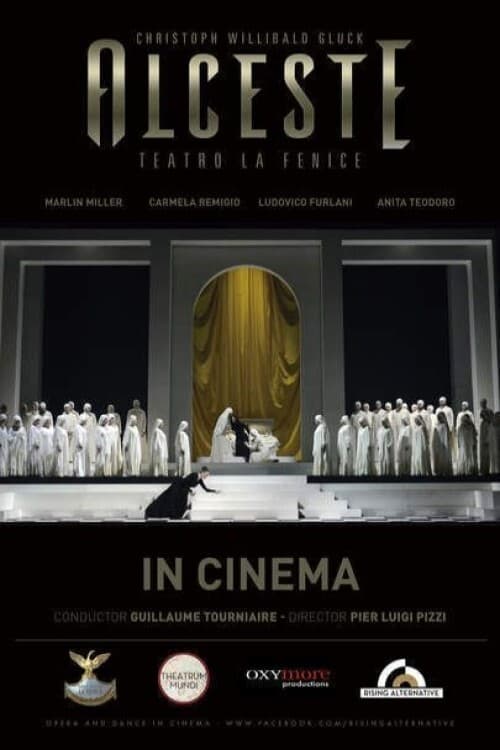 CHRISTOPH WILLIBALD GLUCK
ALCESTE
TEATRO LA FENICE
MARLIN MILLER CARMELA REMIGIO LUDOVICO FURLANI ANITA TEODORO
IN CINEMA
CONDUCTOR GUILLAUME TOURNIAIRE - DIRECTOR PIER LUIGI PIZZI
THEATRUM
MUNDI
oxymore
productions
RISING ALTERNATIVE
OPERA AND DANCE IN CINEMA - WWW.FACEBOOK.COM/RISINGALTERNATIVE